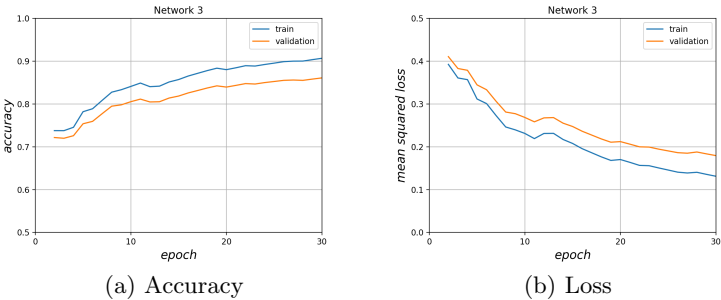 Network 3
1.0
0.9
0.8
0.7
0.6
0.5
accuracy
0 10 20 30
epoch
train
validation
(a) Accuracy
Network 3
0.5
0.4
0.3
0.2
0.1
0.0
mean squared loss
0 10 20 30
epoch
train
validation
(b) Loss